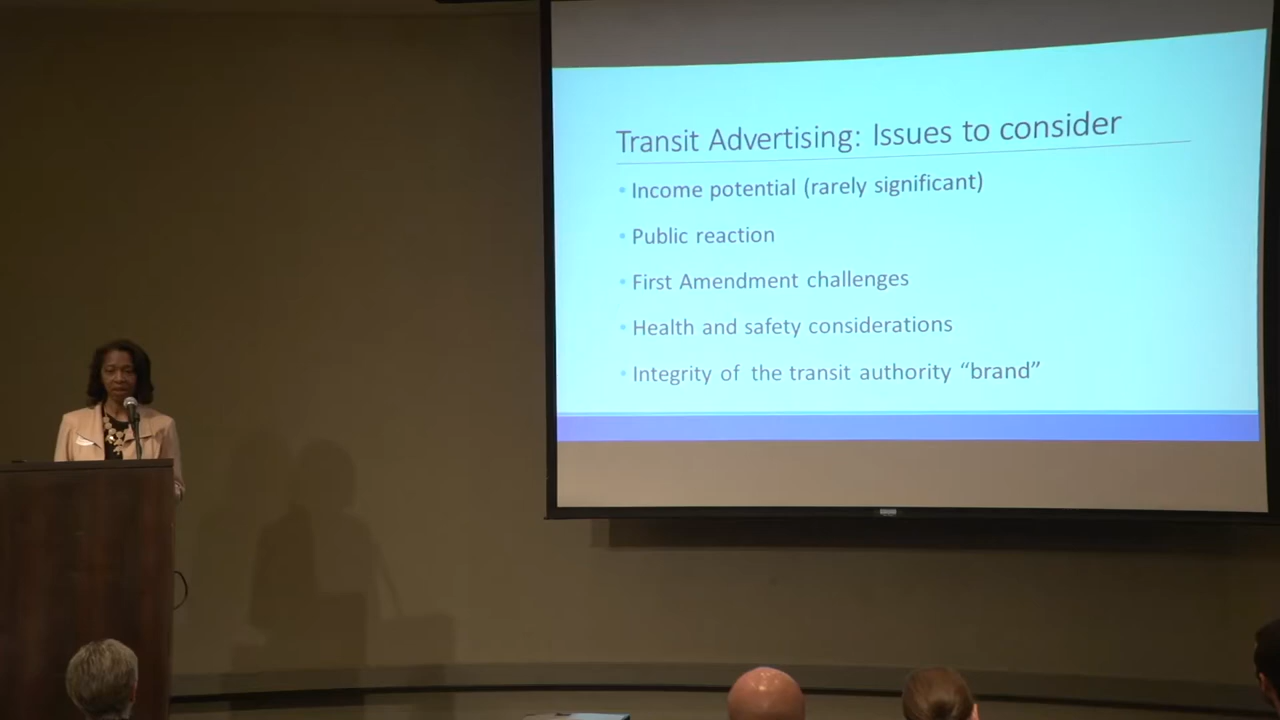 Transit Advertising: Issues to consider
• Income potential (rarely significant)
• Public reaction
• First Amendment challenges
• Health and safety considerations
• Integrity of the transit authority “brand”